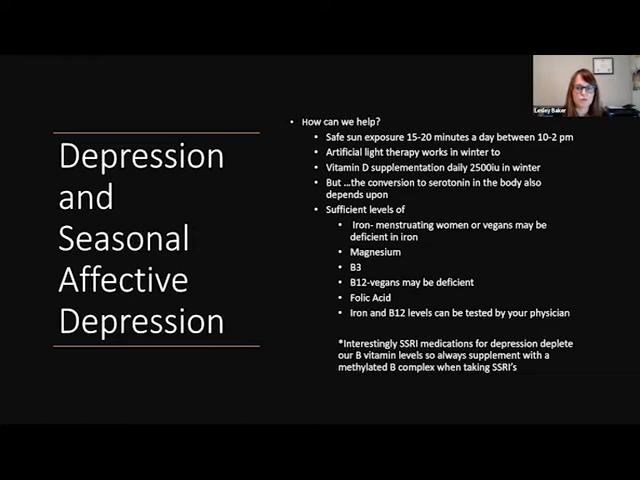 Lesley Baker
Depression
and
Seasonal
Affective
Depression
• How can we help?
• Safe sun exposure 15-20 minutes a day between 10-2 pm
• Artificial light therapy works in winter to
• Vitamin D supplementation daily 2500iu in winter
• But ...the conversion to serotonin in the body also
depends upon
• Sufficient levels of
• Iron- menstruating women or vegans may be
deficient in iron
• Magnesium
• B3
• B12-vegans may be deficient
• Folic Acid
• Iron and B12 levels can be tested by your physician
*Interestingly SSRI medications for depression deplete
our B vitamin levels so always supplement with a
methylated B complex when taking SSRI's